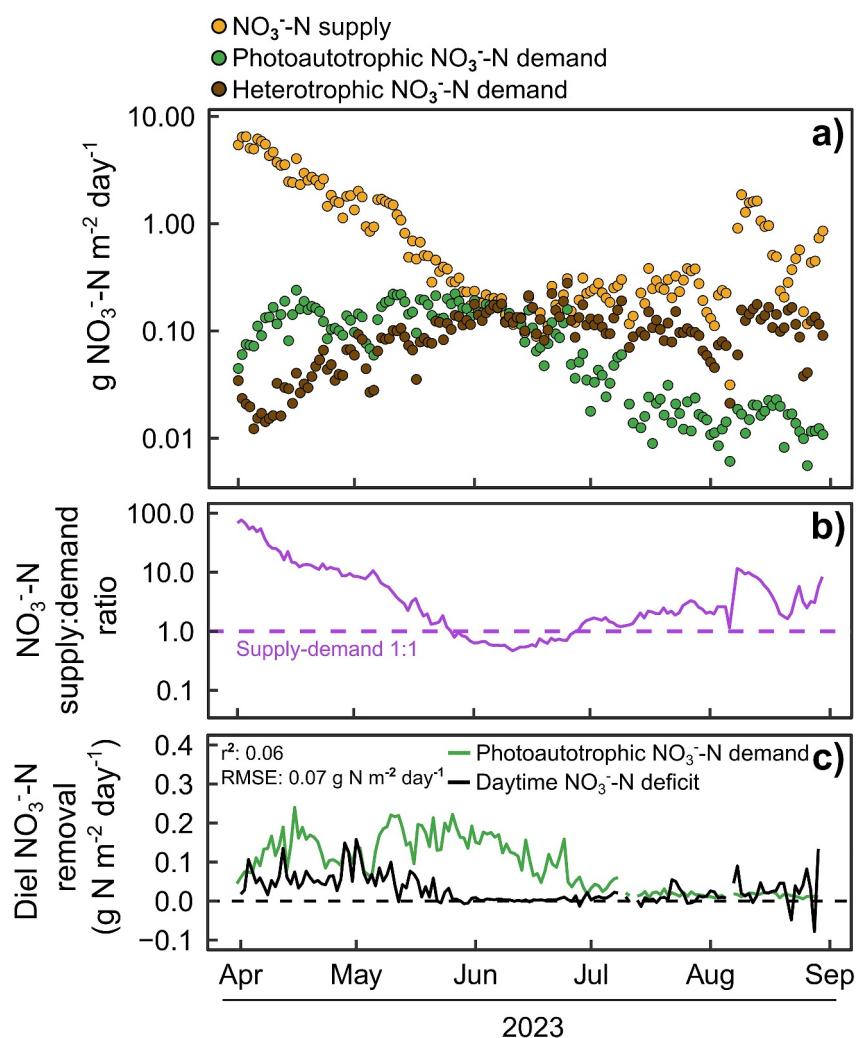 NO₃⁻-N supply
Photoautotrophic NO₃⁻-N demand
Heterotrophic NO₃⁻-N demand
a)
g NO₃⁻-N m⁻² day⁻¹
10.00
1.00
0.10
0.01
b)
NO₃⁻-N
supply:demand
ratio
100.0
10.0
1.0
0.1
Supply-demand 1:1
c)
Diel NO₃⁻-N
removal
(g N m⁻² day⁻¹)
0.4
0.3
0.2
0.1
0.0
−0.1
r²: 0.06
RMSE: 0.07 g N m⁻² day⁻¹
Photoautotrophic NO₃⁻-N demand
Daytime NO₃⁻-N deficit
Apr May Jun Jul Aug Sep
2023